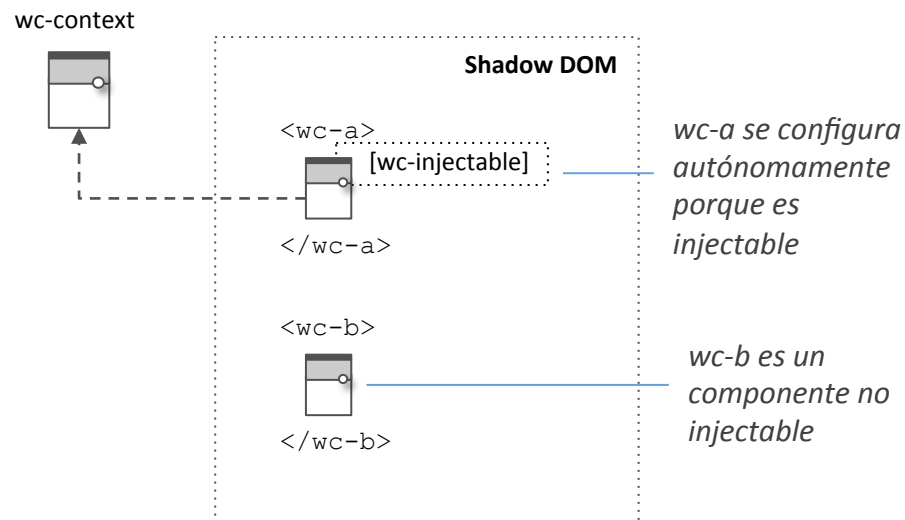 wc-context
Shadow DOM
<wc-a>
[wc-injectable]
</wc-a>
wc-a se configura
autónomamente
porque es
injectable
<wc-b>
</wc-b>
wc-b es un
componente no
injectable